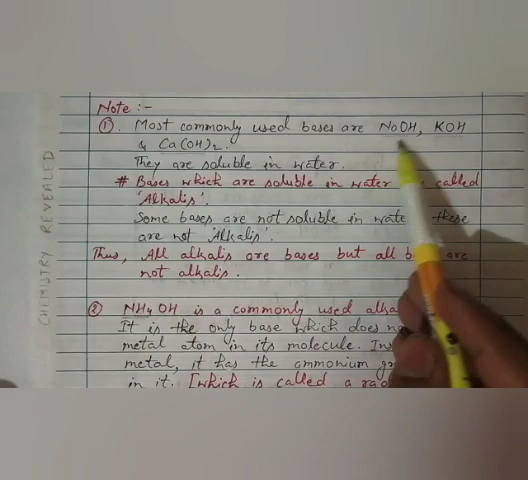 Note :-
①. Most commonly used bases are NaOH, KOH
& Ca(OH)₂.
They are soluble in water.
# Bases which are soluble in water called
'Alkalis'.
Some bases are not soluble in these
are not 'Alkalis'.
Thus, All alkalis are bases but all are
not alkalis.
② NH4OH is a commonly used
It is the only base which does
metal atom in its molecule.
metal, it has the ammonium
in it. [which is called a
CHEMISTRY REVEALED